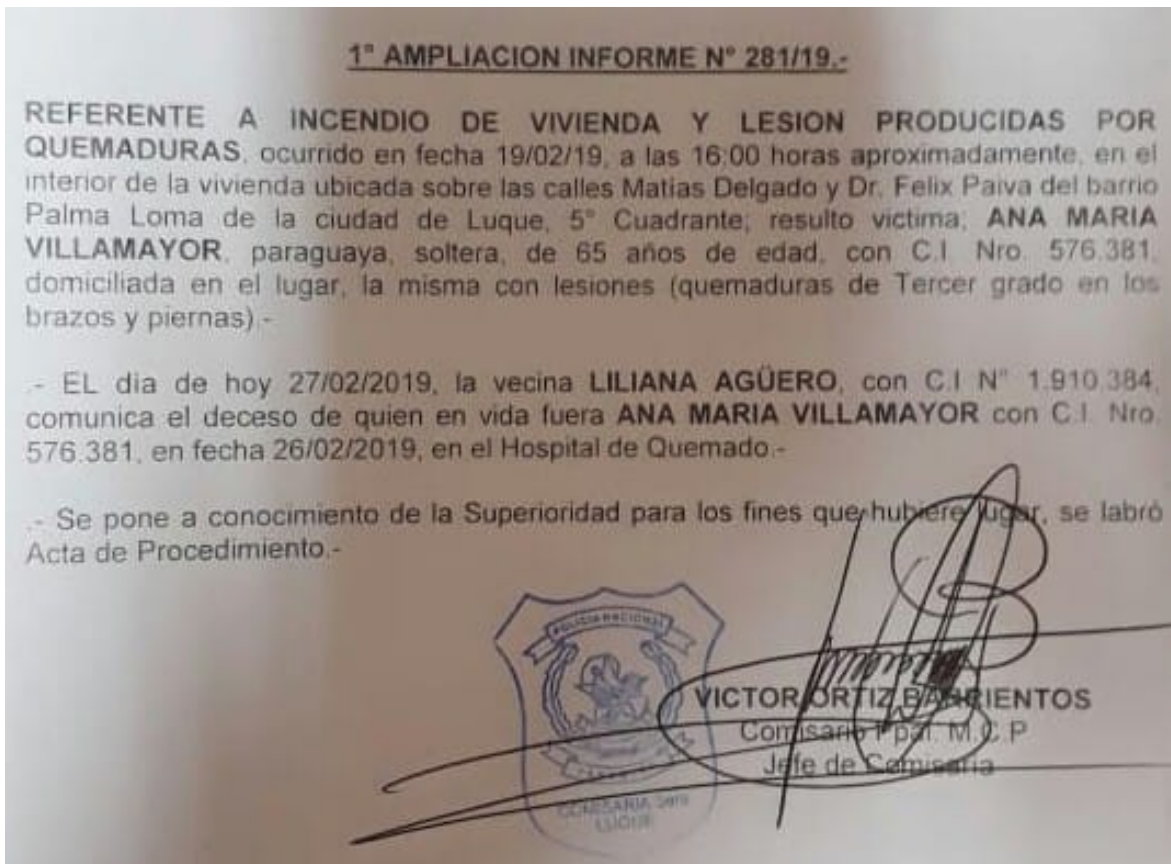 1° AMPLIACION INFORME N° 281/19.-
REFERENTE A INCENDIO DE VIVIENDA Y LESION PRODUCIDAS POR
QUEMADURAS, ocurrido en fecha 19/02/19, a las 16:00 horas aproximadamente, en el
interior de la vivienda ubicada sobre las calles Matias Delgado y Dr. Felix Paiva del barrio
Palma Loma de la ciudad de Luque, 5° Cuadrante; resulto victima; ANA MARIA
VILLAMAYOR, paraguaya, soltera, de 65 años de edad, con C.I. Nro. 576.381,
domiciliada en el lugar, la misma con lesiones (quemaduras de Tercer grado en los
brazos y piernas).-
.- EL dia de hoy 27/02/2019, la vecina LILIANA AGÜERO, con C.I N° 1.910.384,
comunica el deceso de quien en vida fuera ANA MARIA VILLAMAYOR con C.I. Nro.
576.381, en fecha 26/02/2019, en el Hospital de Quemado.-
.- Se pone a conocimiento de la Superioridad para los fines que hubiere lugar, se labró
Acta de Procedimiento.-
POLICIA NACIONAL
VICTOR ORTIZ BARRIENTOS
Comisario Ppal. M.C.P
Jefe de Comisaria
COMISARIA
LUQUE